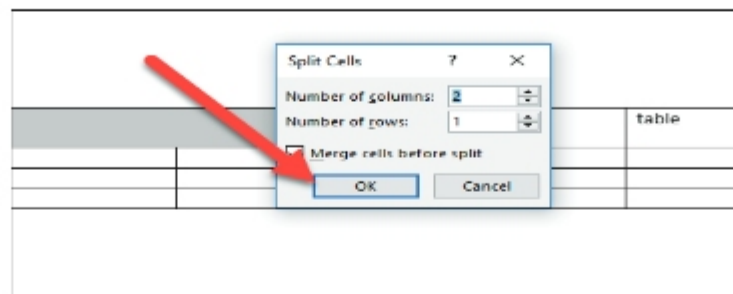 Split Cells ? ×
Number of columns: 2
Number of rows: 1
table
Merge cells before split
OK Cancel